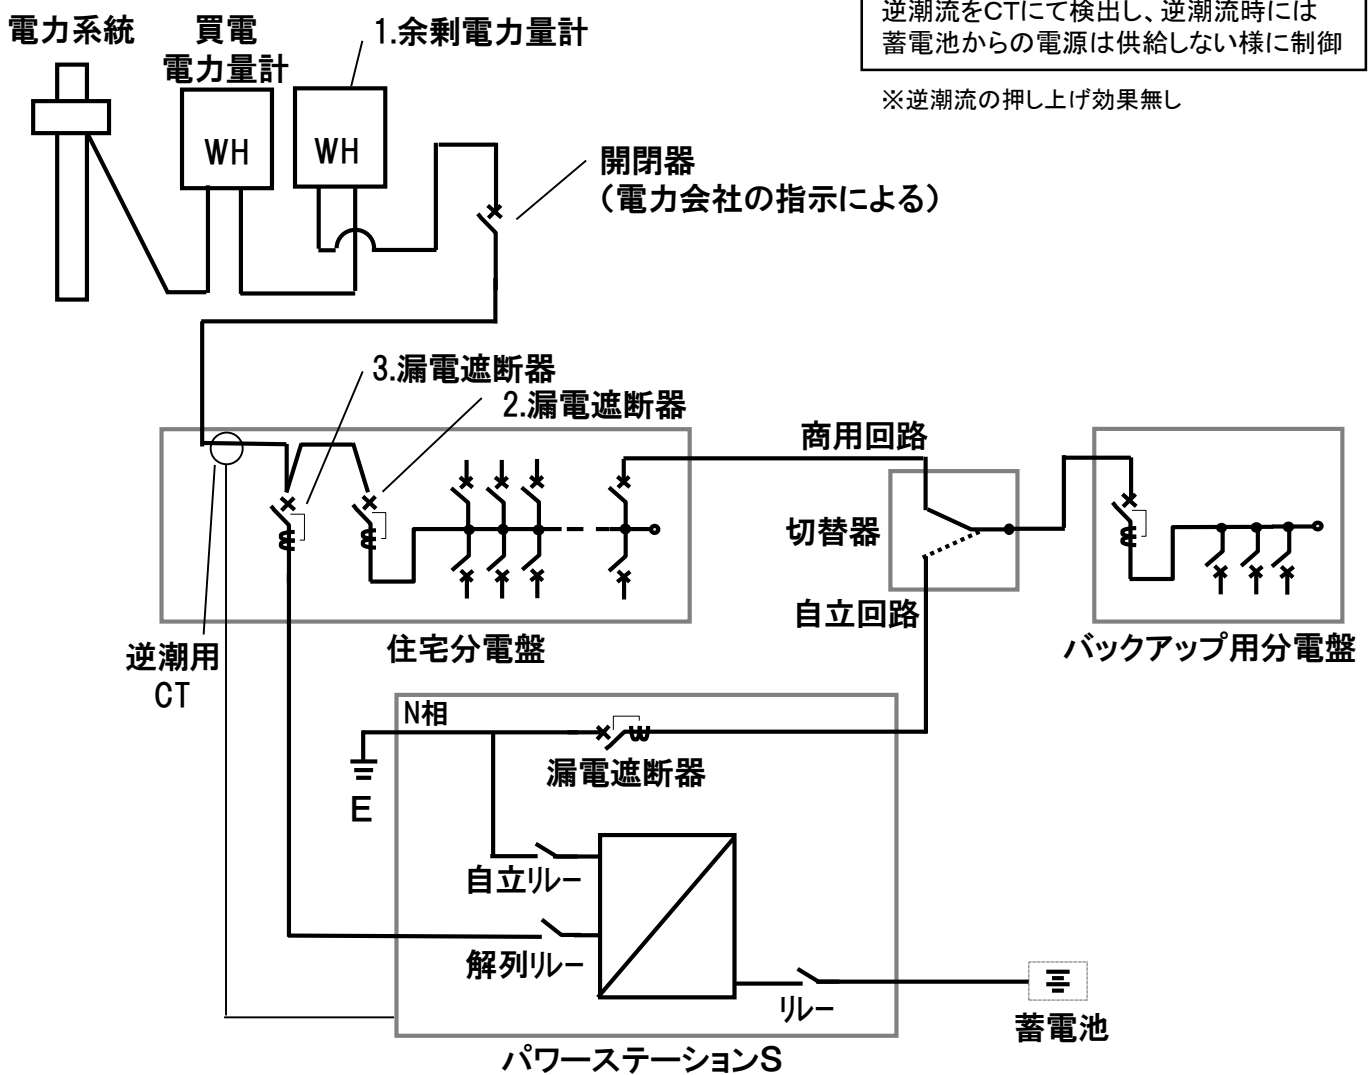 逆潮流をCTにて検出し、逆潮流時には
蓄電池からの電源は供給しない様に制御
※逆潮流の押し上げ効果無し
電力系統
買電
電力量計
1.余剰電力量計
WH
WH
開閉器
(電力会社の指示による)
3.漏電遮断器
2.漏電遮断器
商用回路
切替器
自立回路
住宅分電盤
バックアップ用分電盤
逆潮用
CT
N相
漏電遮断器
E
自立リレー
解列リレー
リレー
蓄電池
パワーステーションS